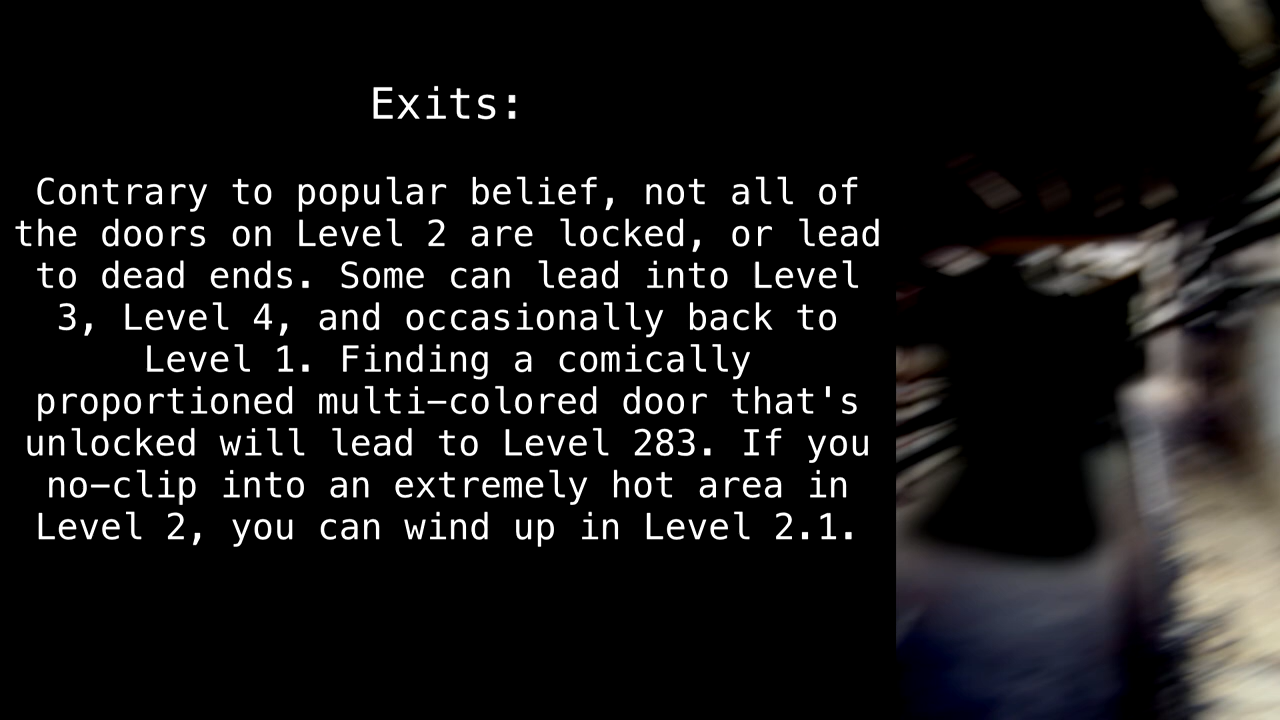 Exits:
Contrary to popular belief, not all of
the doors on Level 2 are locked, or lead
to dead ends. Some can lead into Level
3, Level 4, and occasionally back to
Level 1. Finding a comically
proportioned multi-colored door that's
unlocked will lead to Level 283. If you
no-clip into an extremely hot area in
Level 2, you can wind up in Level 2.1.